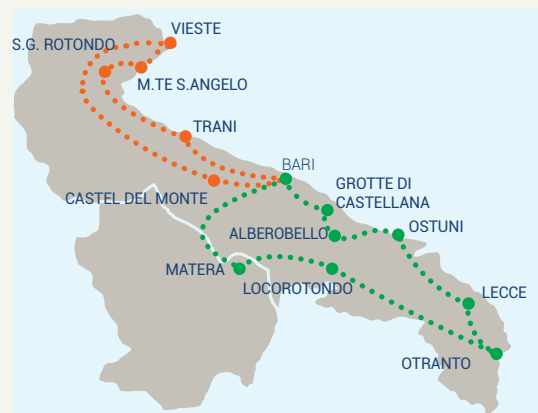 VIESTE
S.G. ROTONDO
M.TE S.ANGELO
TRANI
BARI
CASTEL DEL MONTE
GROTTE DI
CASTELLANA
ALBEROBELLO
OSTUNI
MATERA
LOCOROTONDO
LECCE
OTRANTO